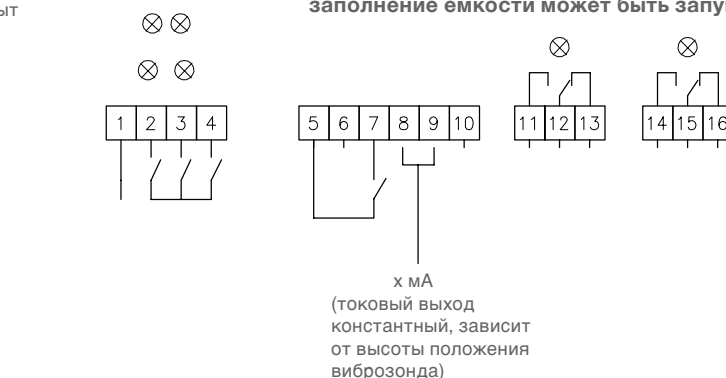 ыт
заполнение емкости может быть запу
1 2 3 4 5 6 7 8 9 10 11 12 13 14 15 16
x мА
(токовый выход
константный, зависит
от высоты положения
виброзонда)